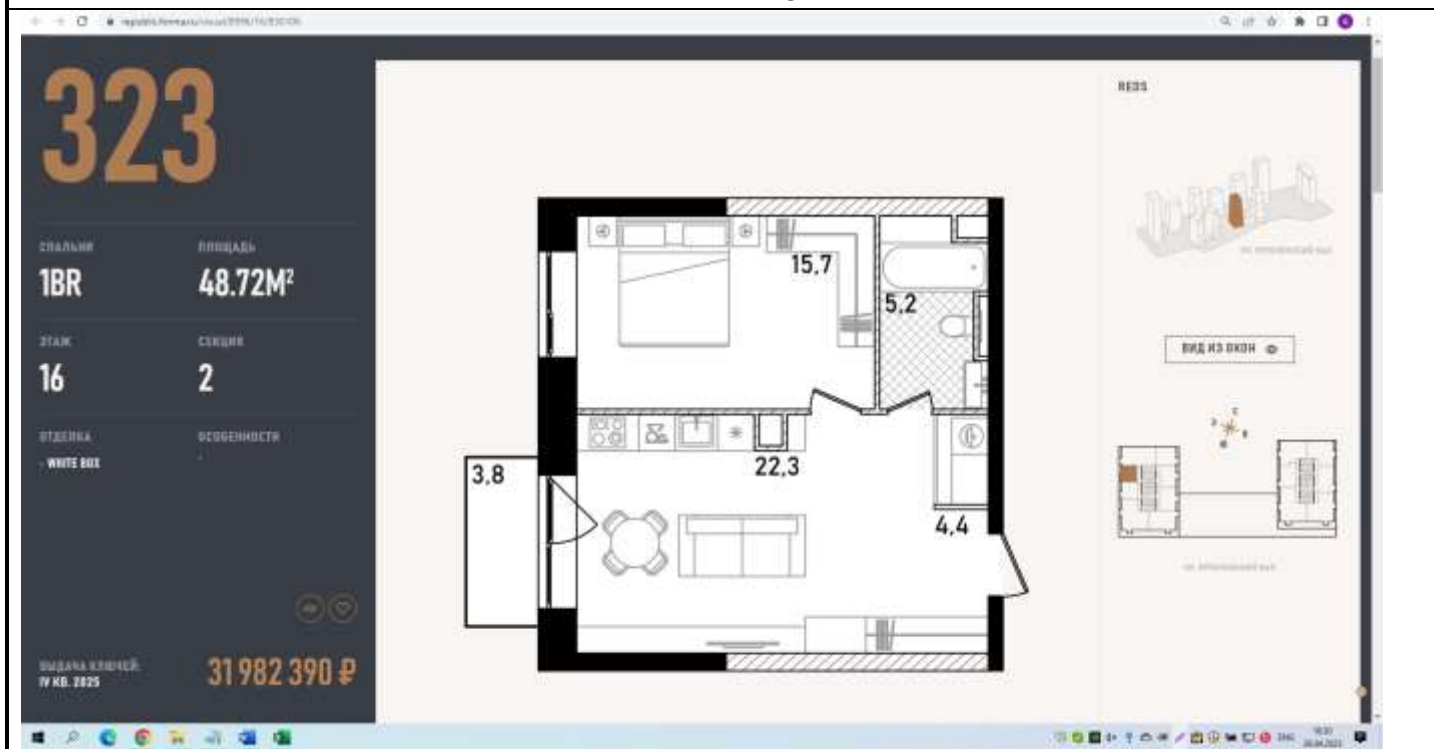 323
СПАЛЬНИ
ПЛОЩАДЬ
1BR
48.72М²
ЭТАЖ
СЕКЦИЯ
16
2
ОТДЕЛКА
ОСОБЕННОСТИ
- WHITE BOX
-
ВЫДАЧА КЛЮЧЕЙ:
IV КВ. 2025
31 982 390 ₽
15,7
5,2
3,8
22,3
4,4
REDS
ВИД ИЗ ОКОН
ENG